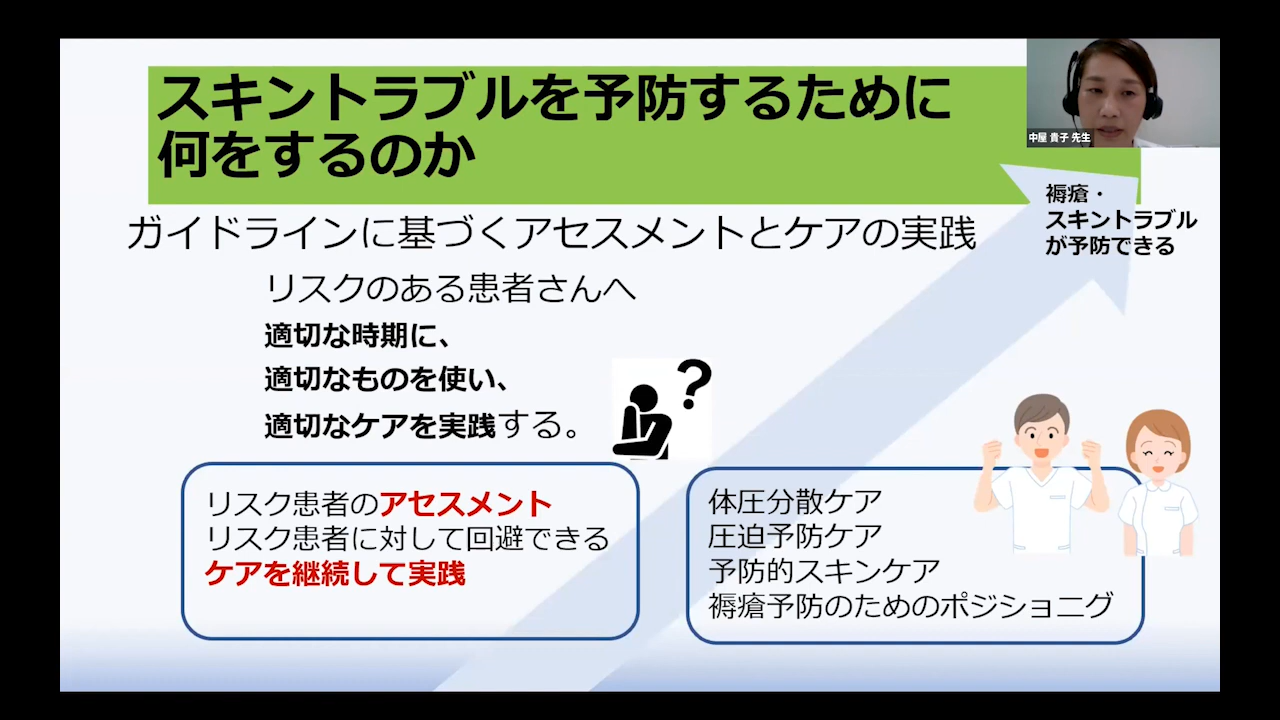 スキントラブルを予防するために
何をするのか
中屋 貴子 先生
褥瘡・
スキントラブル
が予防できる
ガイドラインに基づくアセスメントとケアの実践
リスクのある患者さんへ
適切な時期に、
適切なものを使い、
適切なケアを実践する。
?
リスク患者のアセスメント
リスク患者に対して回避できる
ケアを継続して実践
体圧分散ケア
圧迫予防ケア
予防的スキンケア
褥瘡予防のためのポジショニグ